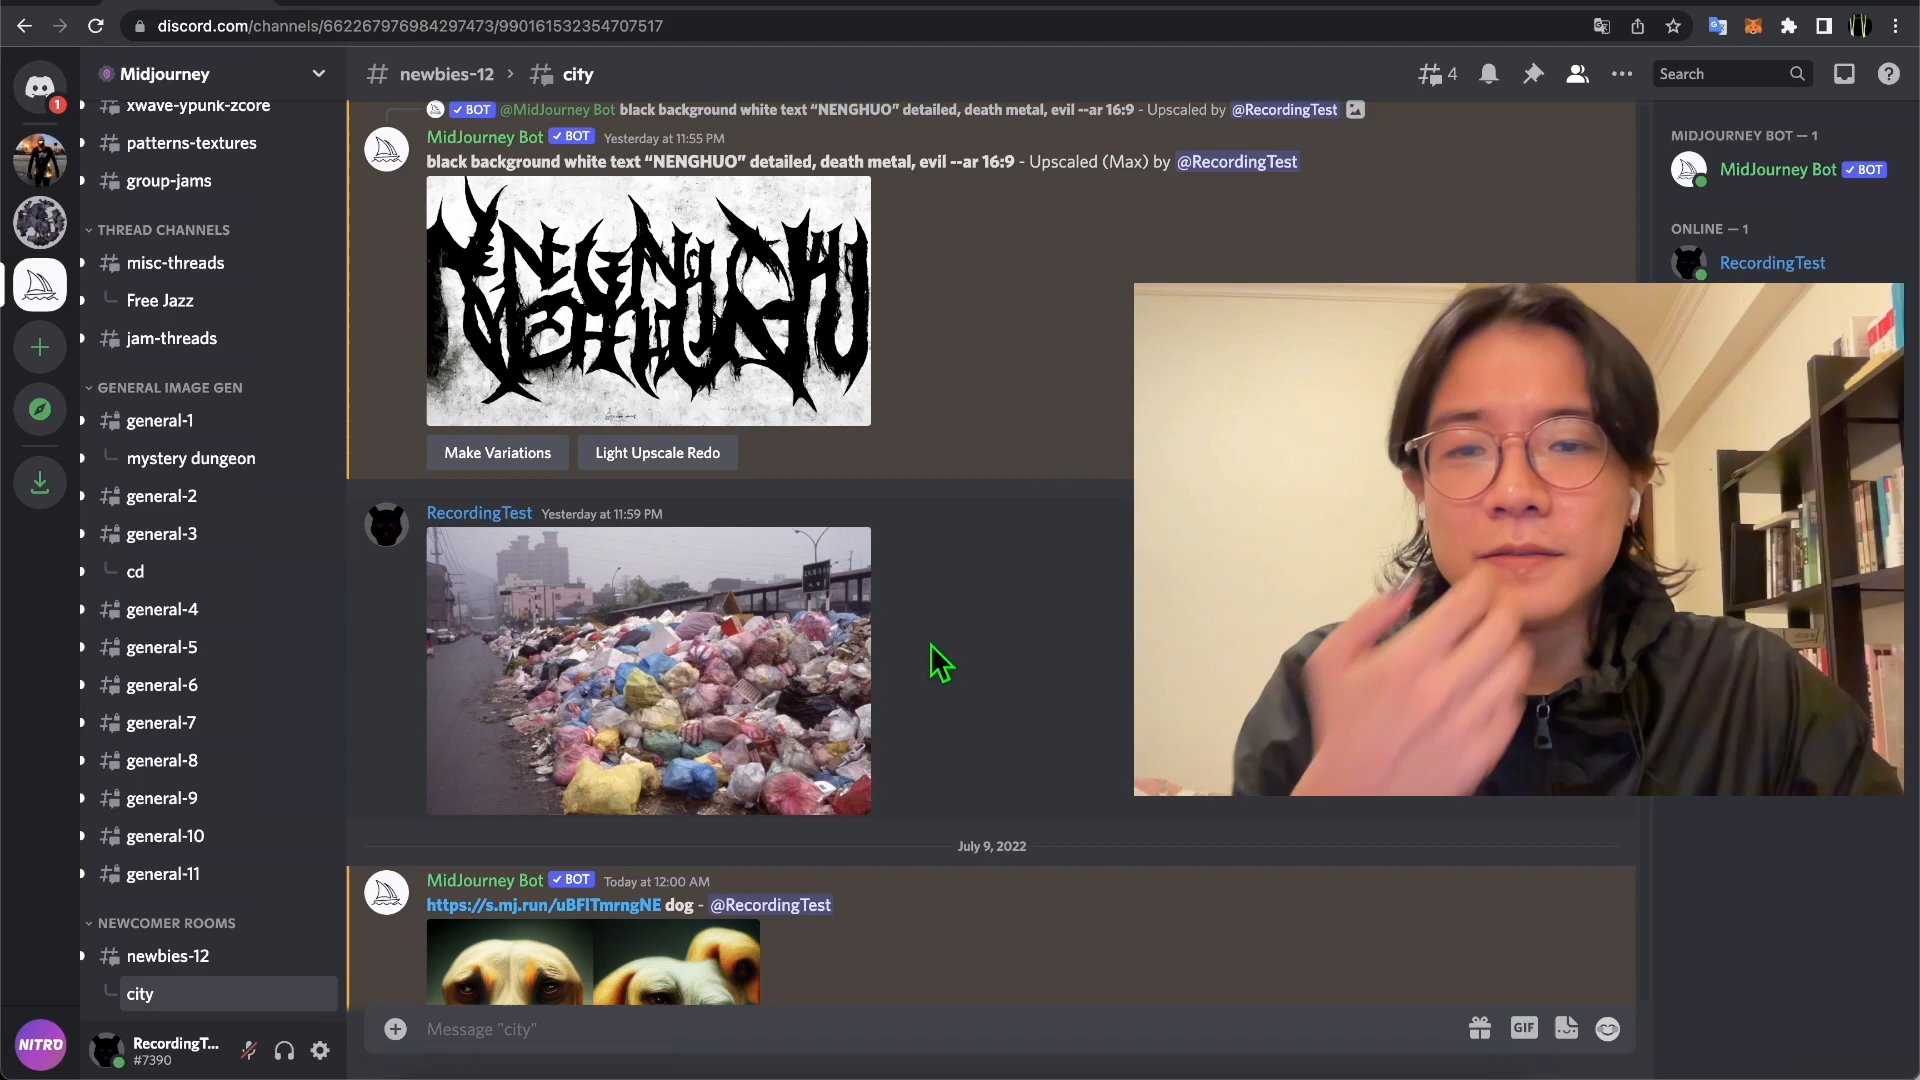 discord.com/channels/662267976984297473/990161532354707517
Midjourney
newbies-12 > city
4
Search
1
xwave-ypunk-zcore
patterns-textures
group-jams
THREAD CHANNELS
misc-threads
Free Jazz
jam-threads
GENERAL IMAGE GEN
general-1
mystery dungeon
general-2
general-3
cd
general-4
general-5
general-6
general-7
general-8
general-9
general-10
general-11
NEWCOMER ROOMS
newbies-12
city
NITRO
RecordingT...
#7390
BOT @MidJourney Bot black background white text “NENGHUO” detailed, death metal, evil --ar 16:9 - Upscaled by @RecordingTest
MidJourney Bot BOT Yesterday at 11:55 PM
black background white text “NENGHUO” detailed, death metal, evil --ar 16:9 - Upscaled (Max) by @RecordingTest
Make Variations Light Upscale Redo
RecordingTest Yesterday at 11:59 PM
July 9, 2022
MidJourney Bot BOT Today at 12:00 AM
https://s.mj.run/uBFlTmrngNE dog - @RecordingTest
Message "city"
GIF
MIDJOURNEY BOT — 1
MidJourney Bot BOT
ONLINE — 1
RecordingTest